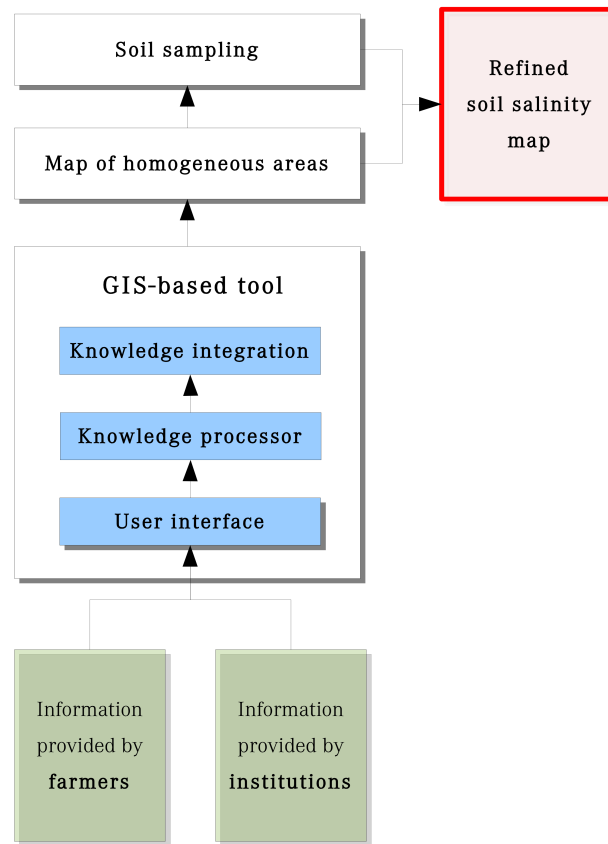 Soil sampling
Map of homogeneous areas
Refined
soil salinity
map
GIS-based tool
Knowledge integration
Knowledge processor
User interface
Information
provided by
farmers
Information
provided by
institutions